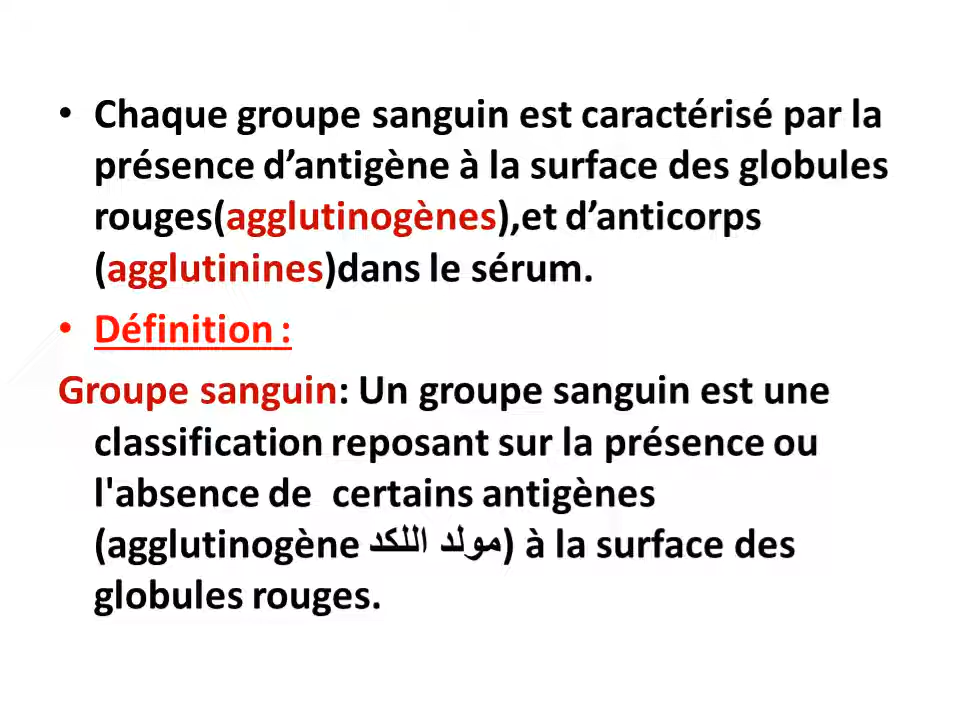 • Chaque groupe sanguin est caractérisé par la
présence d’antigène à la surface des globules
rouges(agglutinogènes),et d’anticorps
(agglutinines)dans le sérum.
• Définition :
Groupe sanguin: Un groupe sanguin est une
classification reposant sur la présence ou
l'absence de  certains antigènes
(agglutinogène مولد اللكد) à la surface des
globules rouges.